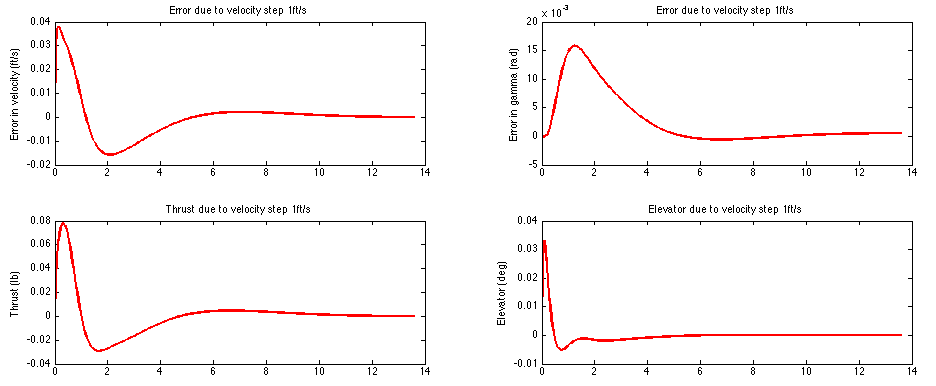 Error due to velocity step 1ft/s
Error in velocity (ft/s)
0.04
0.03
0.02
0.01
0
-0.01
-0.02
0 2 4 6 8 10 12 14
Error due to velocity step 1ft/s
x 10^-3
Error in gamma (rad)
20
15
10
5
0
-5
0 2 4 6 8 10 12 14
Thrust due to velocity step 1ft/s
Thrust (lb)
0.08
0.06
0.04
0.02
0
-0.02
-0.04
0 2 4 6 8 10 12 14
Elevator due to velocity step 1ft/s
Elevator (deg)
0.04
0.03
0.02
0.01
0
-0.01
0 2 4 6 8 10 12 14